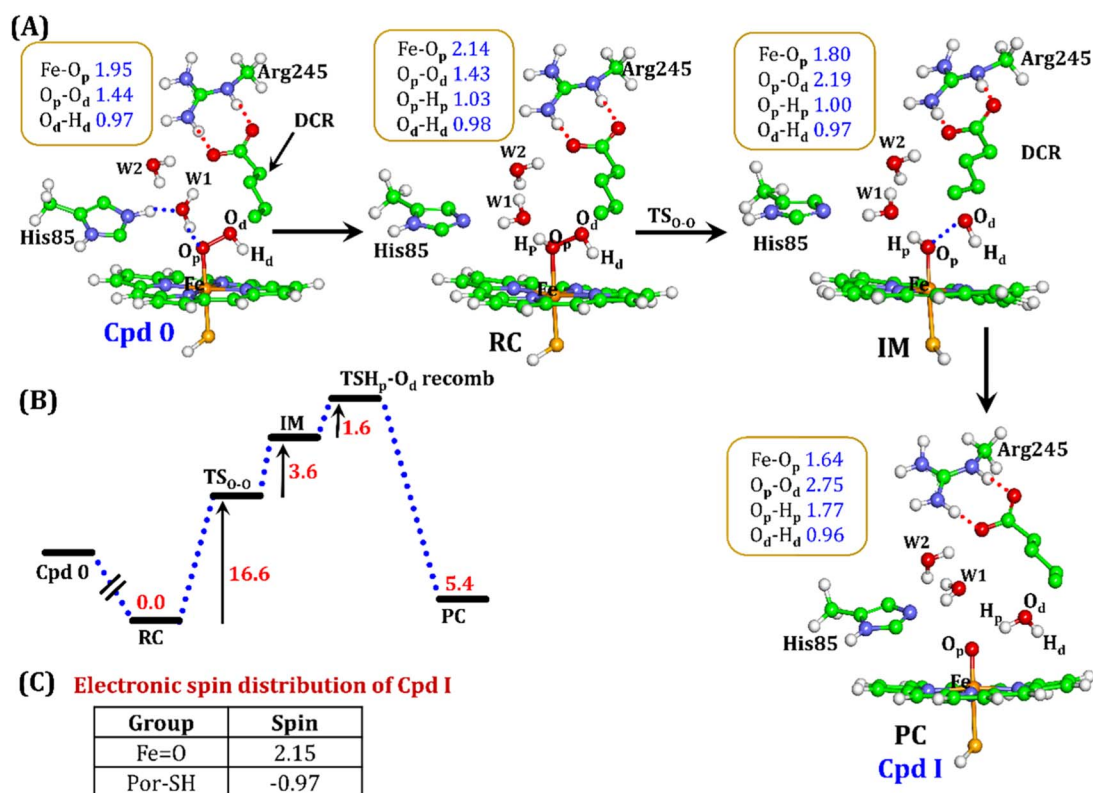 (A)
Fe-Op 1.95
Op-Od 1.44
Od-Hd 0.97
Arg245
DCR
W2
W1
His85
Od
Op
Hd
Fe
Cpd 0
Fe-Op 2.14
Op-Od 1.43
Op-Hp 1.03
Od-Hd 0.98
Arg245
W2
W1
His85
Od
Hp
Op
Hd
Fe
RC
TSO-O
Fe-Op 1.80
Op-Od 2.19
Op-Hp 1.00
Od-Hd 0.97
Arg245
DCR
W2
W1
His85
Od
Hp
Op
Hd
Fe
IM
(B)
TSHp-Od recomb
IM
1.6
TSO-O
3.6
Cpd 0
16.6
0.0
5.4
RC
PC
Fe-Op 1.64
Op-Od 2.75
Op-Hp 1.77
Od-Hd 0.96
Arg245
W2
W1
His85
Od
Hp
Hd
Op
Fe
PC
Cpd I
(C) Electronic spin distribution of Cpd I
Group Spin
Fe=O 2.15
Por-SH -0.97